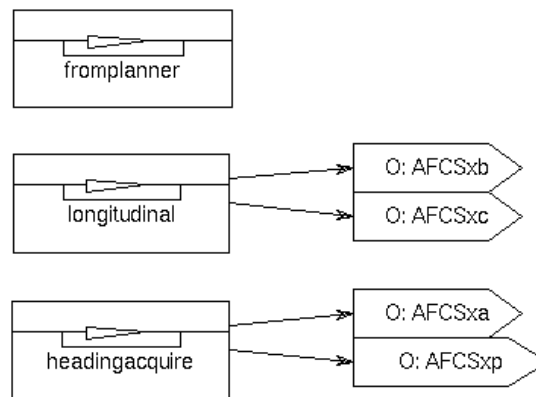 fromplanner
longitudinal
O: AFCSxb
O: AFCSxc
headingacquire
O: AFCSxa
O: AFCSxp